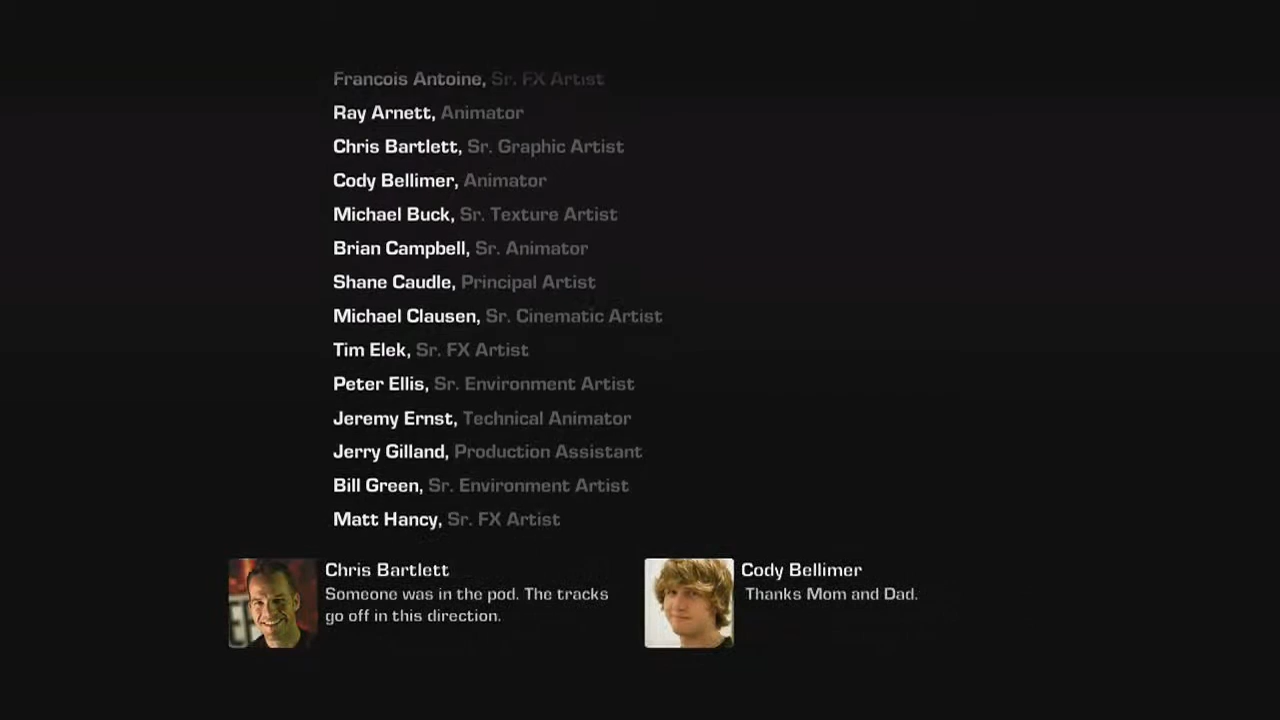 Francois Antoine, Sr. FX Artist
Ray Arnett, Animator
Chris Bartlett, Sr. Graphic Artist
Cody Bellimer, Animator
Michael Buck, Sr. Texture Artist
Brian Campbell, Sr. Animator
Shane Caudle, Principal Artist
Michael Clausen, Sr. Cinematic Artist
Tim Elek, Sr. FX Artist
Peter Ellis, Sr. Environment Artist
Jeremy Ernst, Technical Animator
Jerry Gilland, Production Assistant
Bill Green, Sr. Environment Artist
Matt Hancy, Sr. FX Artist
Chris Bartlett
Someone was in the pod. The tracks
go off in this direction.
Cody Bellimer
Thanks Mom and Dad.